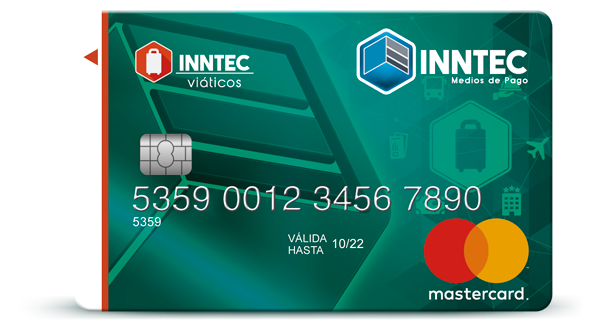 INNTEC
viáticos
INNTEC
Medios de Pago
5359 0012 3456 7890
5359
VÁLIDA HASTA 10/22
mastercard.